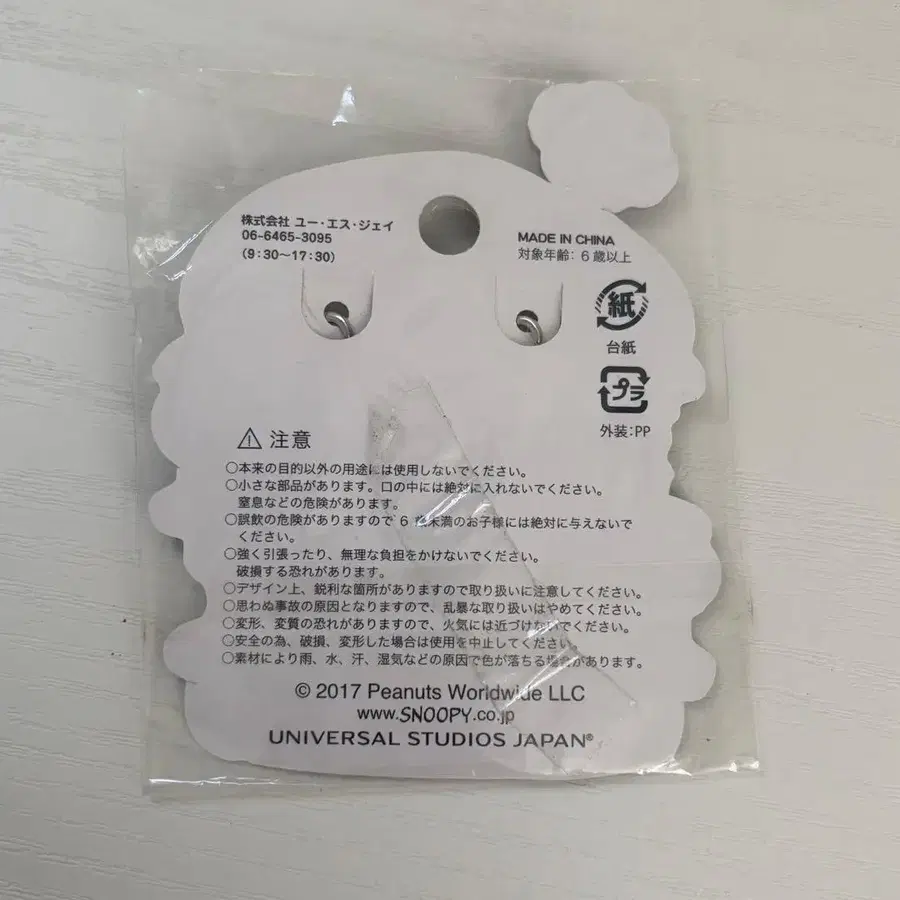 株式会社 ユー・エス・ジェイ
06-6465-3095
(9:30～17:30)
MADE IN CHINA
対象年齢: 6歳以上
紙
台紙
プラ
外装:PP
注意
○本来の目的以外の用途には使用しないでください。
○小さな部品があります。口の中には絶対に入れないでください。
窒息などの危険があります。
○誤飲の危険がありますので6歳未満のお子様には絶対に与えないで
ください。
○強く引張ったり、無理な負担をかけないでください。
破損する恐れがあります。
○デザイン上、鋭利な箇所がありますので取り扱いに注意してください。
○思わぬ事故の原因となりますので、乱暴な取り扱いはやめてください。
○変形、変質の恐れがありますので、火気には近づけないでください。
○安全の為、破損、変形した場合は使用を中止してください。
○素材により雨、水、汗、湿気などの原因で色が落ちる場合があります。
© 2017 Peanuts Worldwide LLC
www.SNOOPY.co.jp
UNIVERSAL STUDIOS JAPAN®